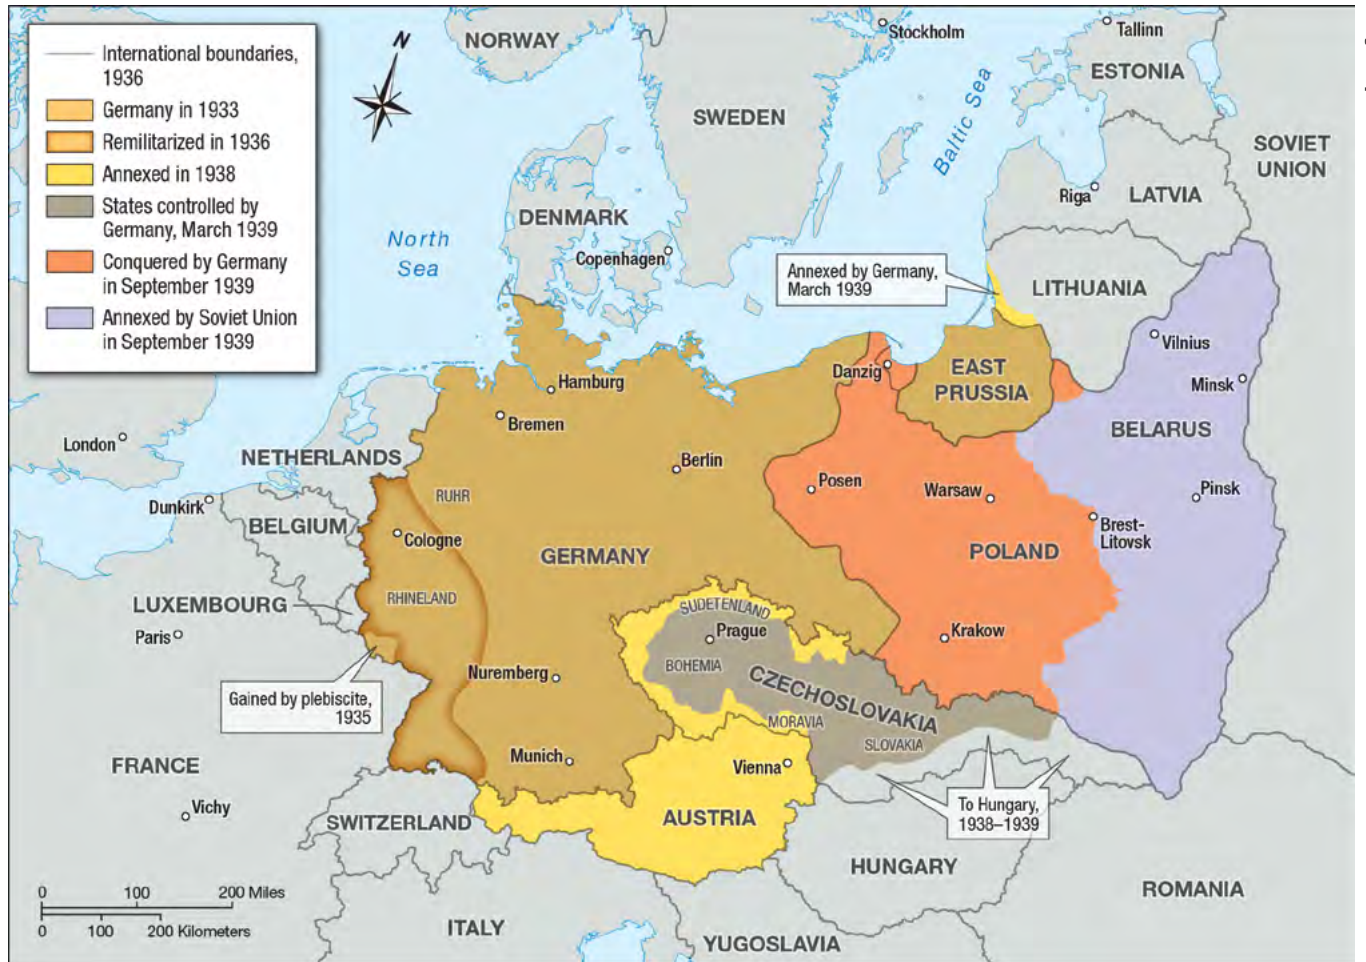 International boundaries,
1936
Germany in 1933
Remilitarized in 1936
Annexed in 1938
States controlled by
Germany, March 1939
Conquered by Germany
in September 1939
Annexed by Soviet Union
in September 1939
N
NORWAY
Stockholm
Tallinn
ESTONIA
SWEDEN
Baltic Sea
SOVIET
UNION
Riga
LATVIA
DENMARK
North
Sea
Copenhagen
Annexed by Germany,
March 1939
LITHUANIA
Vilnius
Minsk
Danzig
EAST
PRUSSIA
Hamburg
Bremen
BELARUS
London
NETHERLANDS
Berlin
Posen
Warsaw
Pinsk
Dunkirk
RUHR
BELGIUM
Cologne
GERMANY
POLAND
Brest-
Litovsk
LUXEMBOURG
RHINELAND
SUDETENLAND
Paris
Prague
Krakow
BOHEMIA
Nuremberg
CZECHOSLOVAKIA
Gained by plebiscite,
1935
MORAVIA
SLOVAKIA
FRANCE
Munich
Vienna
Vichy
SWITZERLAND
AUSTRIA
To Hungary,
1938–1939
HUNGARY
ROMANIA
0 100 200 Miles
0 100 200 Kilometers
ITALY
YUGOSLAVIA